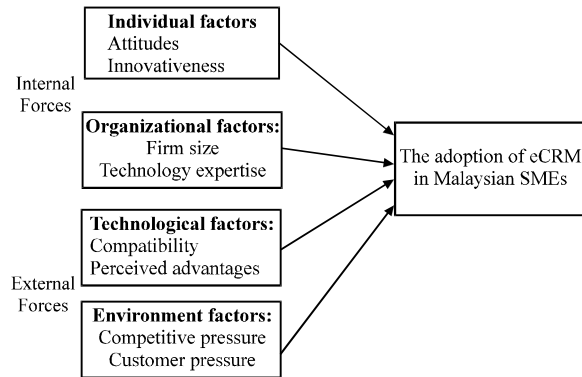 Individual factors
Attitudes
Innovativeness
Internal
Forces
Organizational factors:
Firm size
Technology expertise
The adoption of eCRM
in Malaysian SMEs
Technological factors:
Compatibility
Perceived advantages
External
Forces
Environment factors:
Competitive pressure
Customer pressure